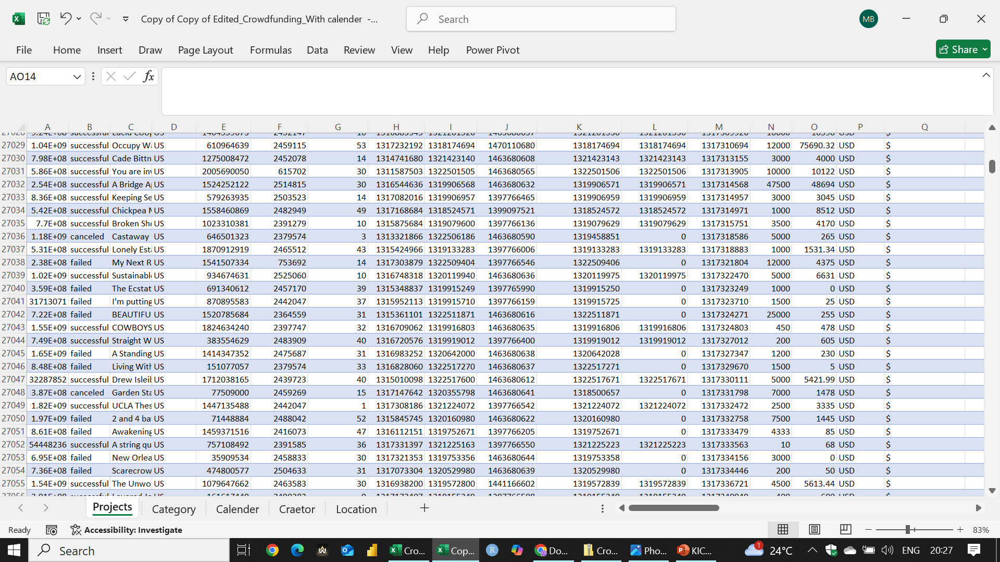 Copy of Copy of Edited_Crowdfunding_With calender -... Search MB
File Home Insert Draw Page Layout Formulas Data Review View Help Power Pivot Share
AO14 fx
A B C D E F G H I J K L M N O P Q
27029 1.04E+09 successful Occupy W US 610964639 2459115 53 1317232192 1318174694 1470110680 1318174694 1318174694 1317310694 12000 75690.32 USD $
27030 7.98E+08 successful Cade Bittn US 1275008472 2452078 14 1314741680 1321423140 1463680608 1321423143 1321423143 1317313155 3000 4000 USD $
27031 5.86E+08 successful You are in US 2005690050 615702 30 1311587503 1322501505 1463680565 1322501506 1322501506 1317313905 10000 10122 USD $
27032 2.54E+08 successful A Bridge A US 1524252122 2514815 30 1316544636 1319906568 1463680632 1319906571 1319906571 1317314568 47500 48694 USD $
27033 8.36E+08 successful Keeping Se US 579263935 2503523 14 1317082016 1319906957 1397766465 1319906959 1319906959 1317314957 3000 3045 USD $
27034 5.42E+08 successful Chickpea M US 1558460869 2482949 49 1317168684 1318524571 1399097521 1318524572 1318524572 1317314971 1000 8512 USD $
27035 7.7E+08 successful Broken Sh US 1023310381 2391279 10 1315875684 1319079600 1397766136 1319079629 1319079629 1317315751 3500 4170 USD $
27036 1.18E+09 canceled Castaway US 646501323 2379574 3 1313321866 1322506186 1463680590 1319458851 0 1317318586 5000 265 USD $
27037 5.31E+08 successful Lonely Est US 1870912919 2465512 43 1315424966 1319133283 1397766006 1319133283 1319133283 1317318883 1000 1531.34 USD $
27038 2.38E+08 failed My Next R US 1541507334 753692 14 1317303879 1322509404 1397766546 1322509406 0 1317321804 12000 4375 USD $
27039 1.02E+09 successful Sustainabl US 934674631 2525060 10 1316748318 1320119940 1463680636 1320119975 1320119975 1317322470 5000 6631 USD $
27040 3.59E+08 failed The Ecstat US 691340612 2457170 39 1315348837 1319915249 1397765990 1319915250 0 1317323249 1000 0 USD $
27041 31713071 failed I'm putting US 870895583 2442047 37 1315952113 1319915710 1397766159 1319915725 0 1317323710 1500 25 USD $
27042 7.22E+08 failed BEAUTIFU US 1520785684 2364559 31 1315361101 1322511871 1463680616 1322511871 0 1317324271 25000 255 USD $
27043 1.55E+09 successful COWBOYS US 1824634240 2397747 32 1316709062 1319916803 1463680635 1319916806 1319916806 1317324803 450 478 USD $
27044 7.49E+08 successful Straight W US 383554629 2483909 40 1316720576 1319919012 1397766400 1319919012 1319919012 1317327012 200 605 USD $
27045 1.65E+09 failed A Standing US 1414347352 2475687 31 1316983252 1320642000 1463680638 1320642028 0 1317327347 1200 230 USD $
27046 8.48E+08 failed Living With US 151077057 2379574 33 1316828060 1322517270 1463680637 1322517271 0 1317329670 1500 5 USD $
27047 32287852 successful Drew Isleib US 1712038165 2439723 40 1315010098 1322517600 1463680612 1322517671 1322517671 1317330111 5000 5421.99 USD $
27048 3.87E+08 canceled Garden Sta US 77509000 2459269 15 1317147642 1320355798 1463680641 1318500657 0 1317331798 7000 1478 USD $
27049 1.82E+09 successful UCLA Thes US 1447135488 2442047 1 1317308186 1321224072 1397766542 1321224072 1321224072 1317332472 2500 3335 USD $
27050 1.97E+09 failed 2 and 4 ba US 71448884 2488042 52 1315845745 1320160980 1463680622 1320160980 0 1317332758 7500 1445 USD $
27051 8.61E+08 failed Awakening US 1459371516 2416073 47 1316112151 1319752671 1397766205 1319752671 0 1317333479 4333 85 USD $
27052 54448236 successful A string qu US 757108492 2391585 36 1317331397 1321225163 1397766550 1321225223 1321225223 1317333563 10 68 USD $
27053 6.95E+08 failed New Orlea US 35909534 2458833 30 1317321353 1319753356 1463680644 1319753358 0 1317334156 3000 0 USD $
27054 7.36E+08 failed Scarecrow US 474800577 2504633 31 1317073304 1320529980 1463680639 1320529980 0 1317334446 200 50 USD $
27055 1.54E+09 successful The Unwo US 1079647662 2463583 30 1316938200 1319572800 1441166602 1319572839 1319572839 1317336721 4500 5613.44 USD $
Projects Category Calender Craetor Location
Ready Accessibility: Investigate 83%
Search Cro... Cop... R Do... Cro... Pho... KIC... 1 24°C ENG 20:27